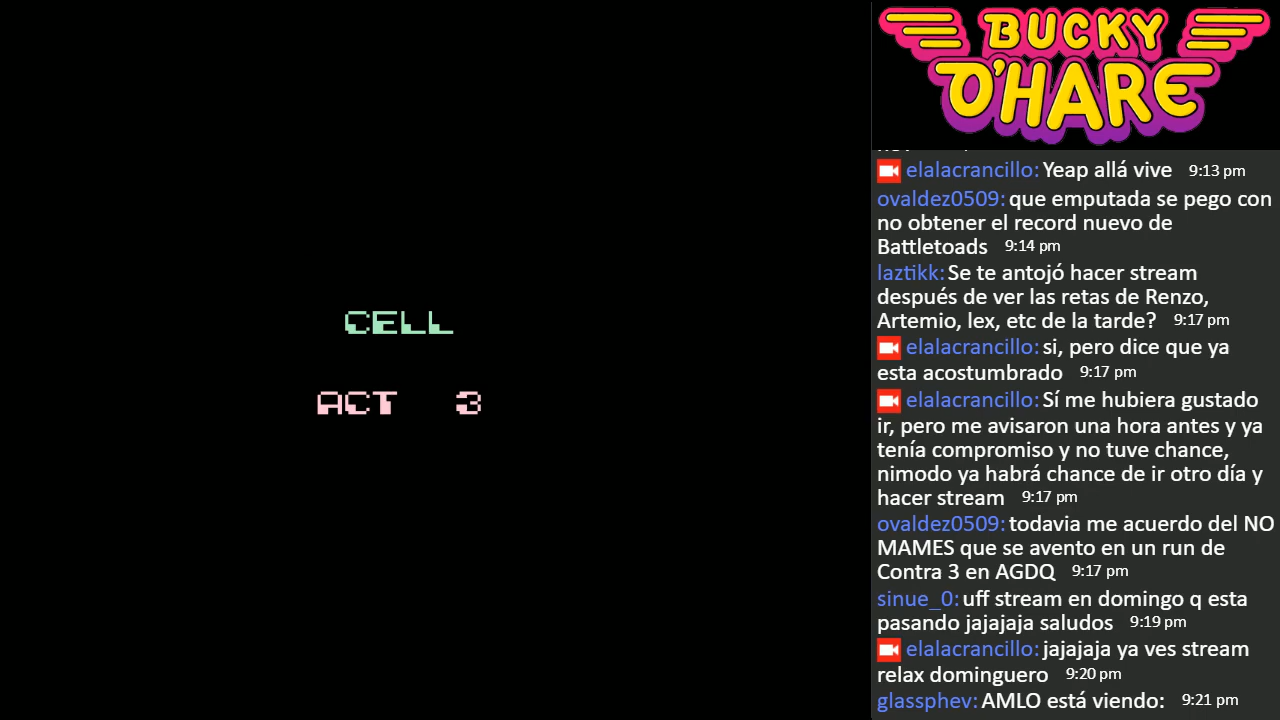 CELL
ACT 3
BUCKY
O'HARE
elalacrancillo: Yeap allá vive 9:13 pm
ovaldez0509: que emputada se pego con
no obtener el record nuevo de
Battletoads 9:14 pm
laztikk: Se te antojó hacer stream
después de ver las retas de Renzo,
Artemio, lex, etc de la tarde? 9:17 pm
elalacrancillo: si, pero dice que ya
esta acostumbrado 9:17 pm
elalacrancillo: Sí me hubiera gustado
ir, pero me avisaron una hora antes y ya
tenía compromiso y no tuve chance,
nimodo ya habrá chance de ir otro día y
hacer stream 9:17 pm
ovaldez0509: todavia me acuerdo del NO
MAMES que se avento en un run de
Contra 3 en AGDQ 9:17 pm
sinue_0: uff stream en domingo q esta
pasando jajajaja saludos 9:19 pm
elalacrancillo: jajajaja ya ves stream
relax dominguero 9:20 pm
glassphev: AMLO está viendo: 9:21 pm